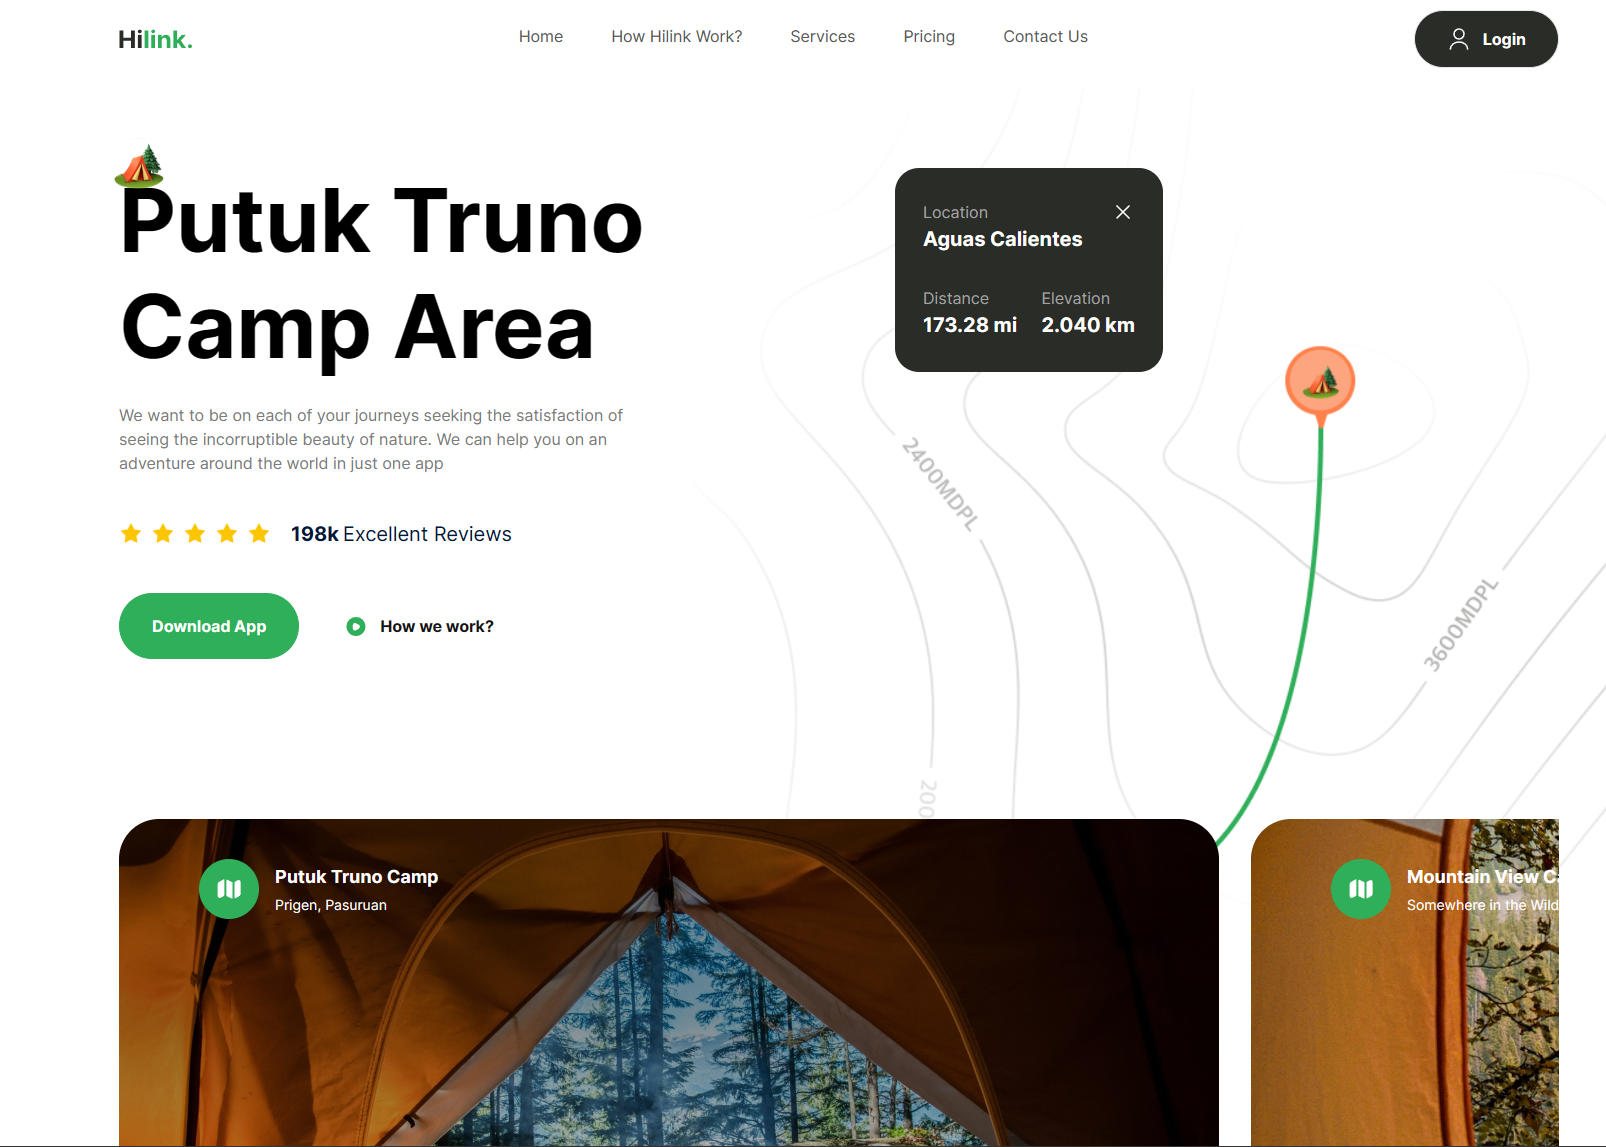 Hilink.
Home
How Hilink Work?
Services
Pricing
Contact Us
Login
Putuk Truno
Camp Area
We want to be on each of your journeys seeking the satisfaction of
seeing the incorruptible beauty of nature. We can help you on an
adventure around the world in just one app
198k Excellent Reviews
Download App
How we work?
Location
Aguas Calientes
Distance
Elevation
173.28 mi
2.040 km
2400MDPL
3600MDPL
200
Putuk Truno Camp
Prigen, Pasuruan
Mountain View
Somewhere in the Wild